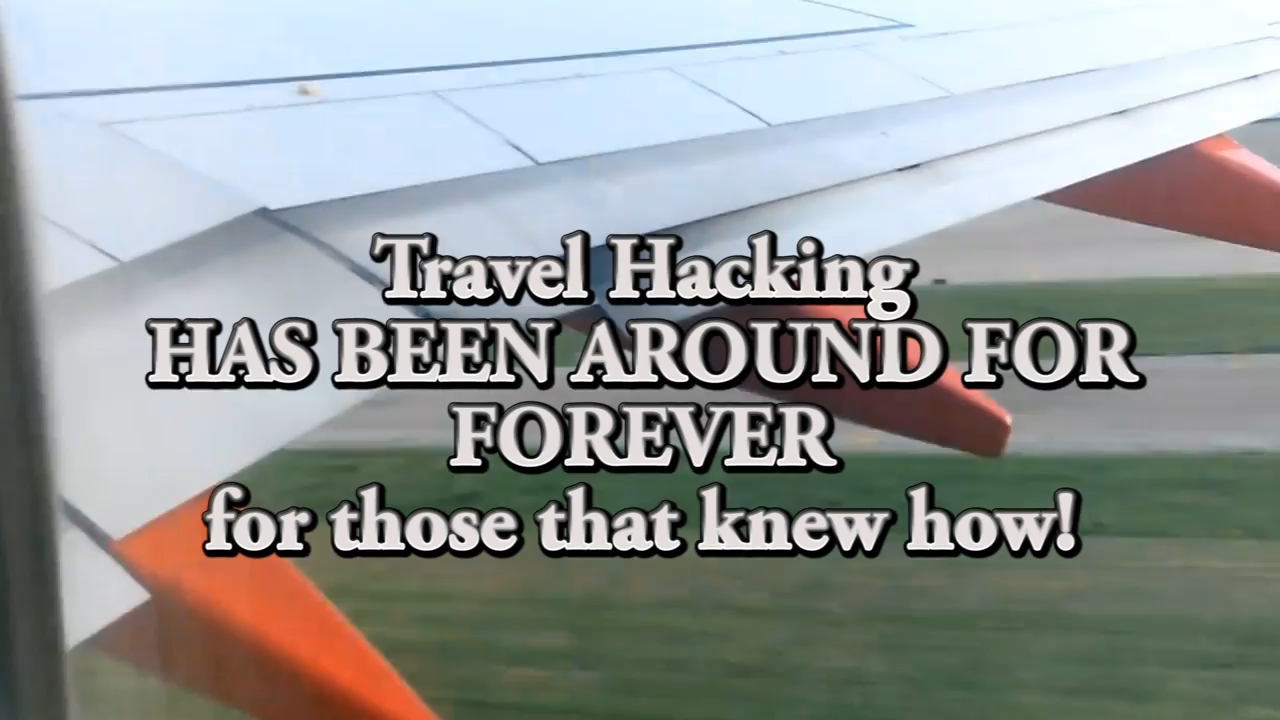 Travel Hacking
HAS BEEN AROUND FOR
FOREVER
for those that knew how!